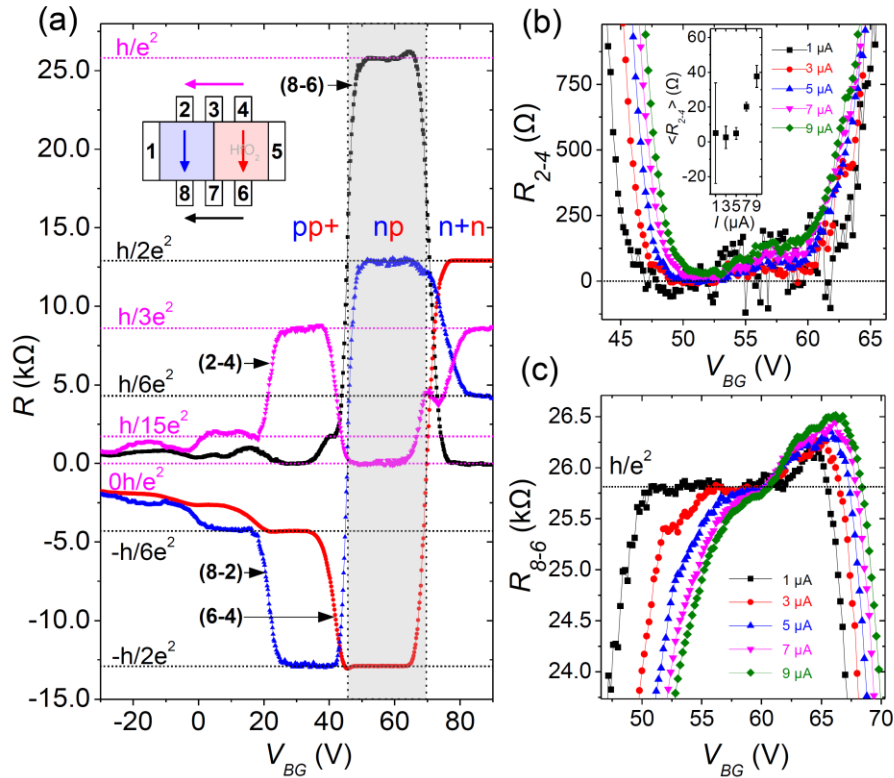 (a)
h/e²
25.0
(8-6)
20.0
2 3 4
1 HfO₂ 5
8 7 6
15.0
pp+ np n+n
h/2e²
10.0
h/3e²
R (kΩ)
(2-4)
5.0
h/6e²
h/15e²
0.0
0h/e²
-5.0
-h/6e²
(8-2)
-10.0
(6-4)
-h/2e²
-15.0
-20 0 20 40 60 80
V_BG (V)
(b)
R₂₋₄ (Ω)
750
500
250
0
<R₂₋₄> (Ω)
60
40
20
0
-20
13579
I (μA)
1 μA
3 μA
5 μA
7 μA
9 μA
45 50 55 60 65
V_BG (V)
(c)
R₈₋₆ (kΩ)
26.5
h/e²
26.0
25.5
25.0
24.5
24.0
1 μA
3 μA
5 μA
7 μA
9 μA
50 55 60 65 70
V_BG (V)